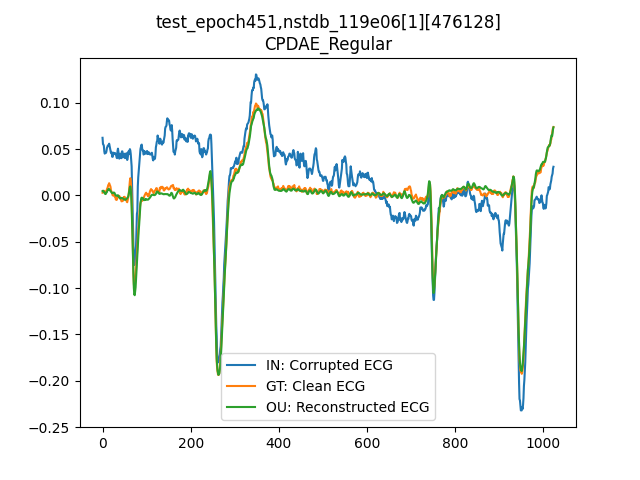 test_epoch451,nstdb_119e06[1][476128]
CPDAE_Regular
0.10
0.05
0.00
−0.05
−0.10
−0.15
−0.20
−0.25
IN: Corrupted ECG
GT: Clean ECG
OU: Reconstructed ECG
0 200 400 600 800 1000